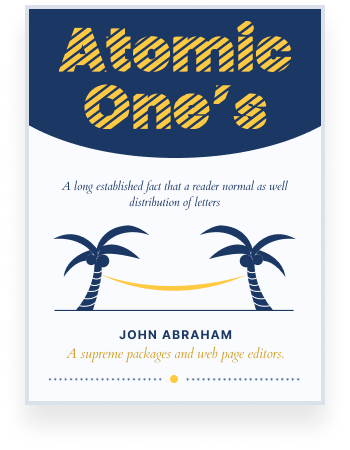 Atomic
One's
A long established fact that a reader normal as well
distribution of letters
JOHN ABRAHAM
A supreme packages and web page editors.